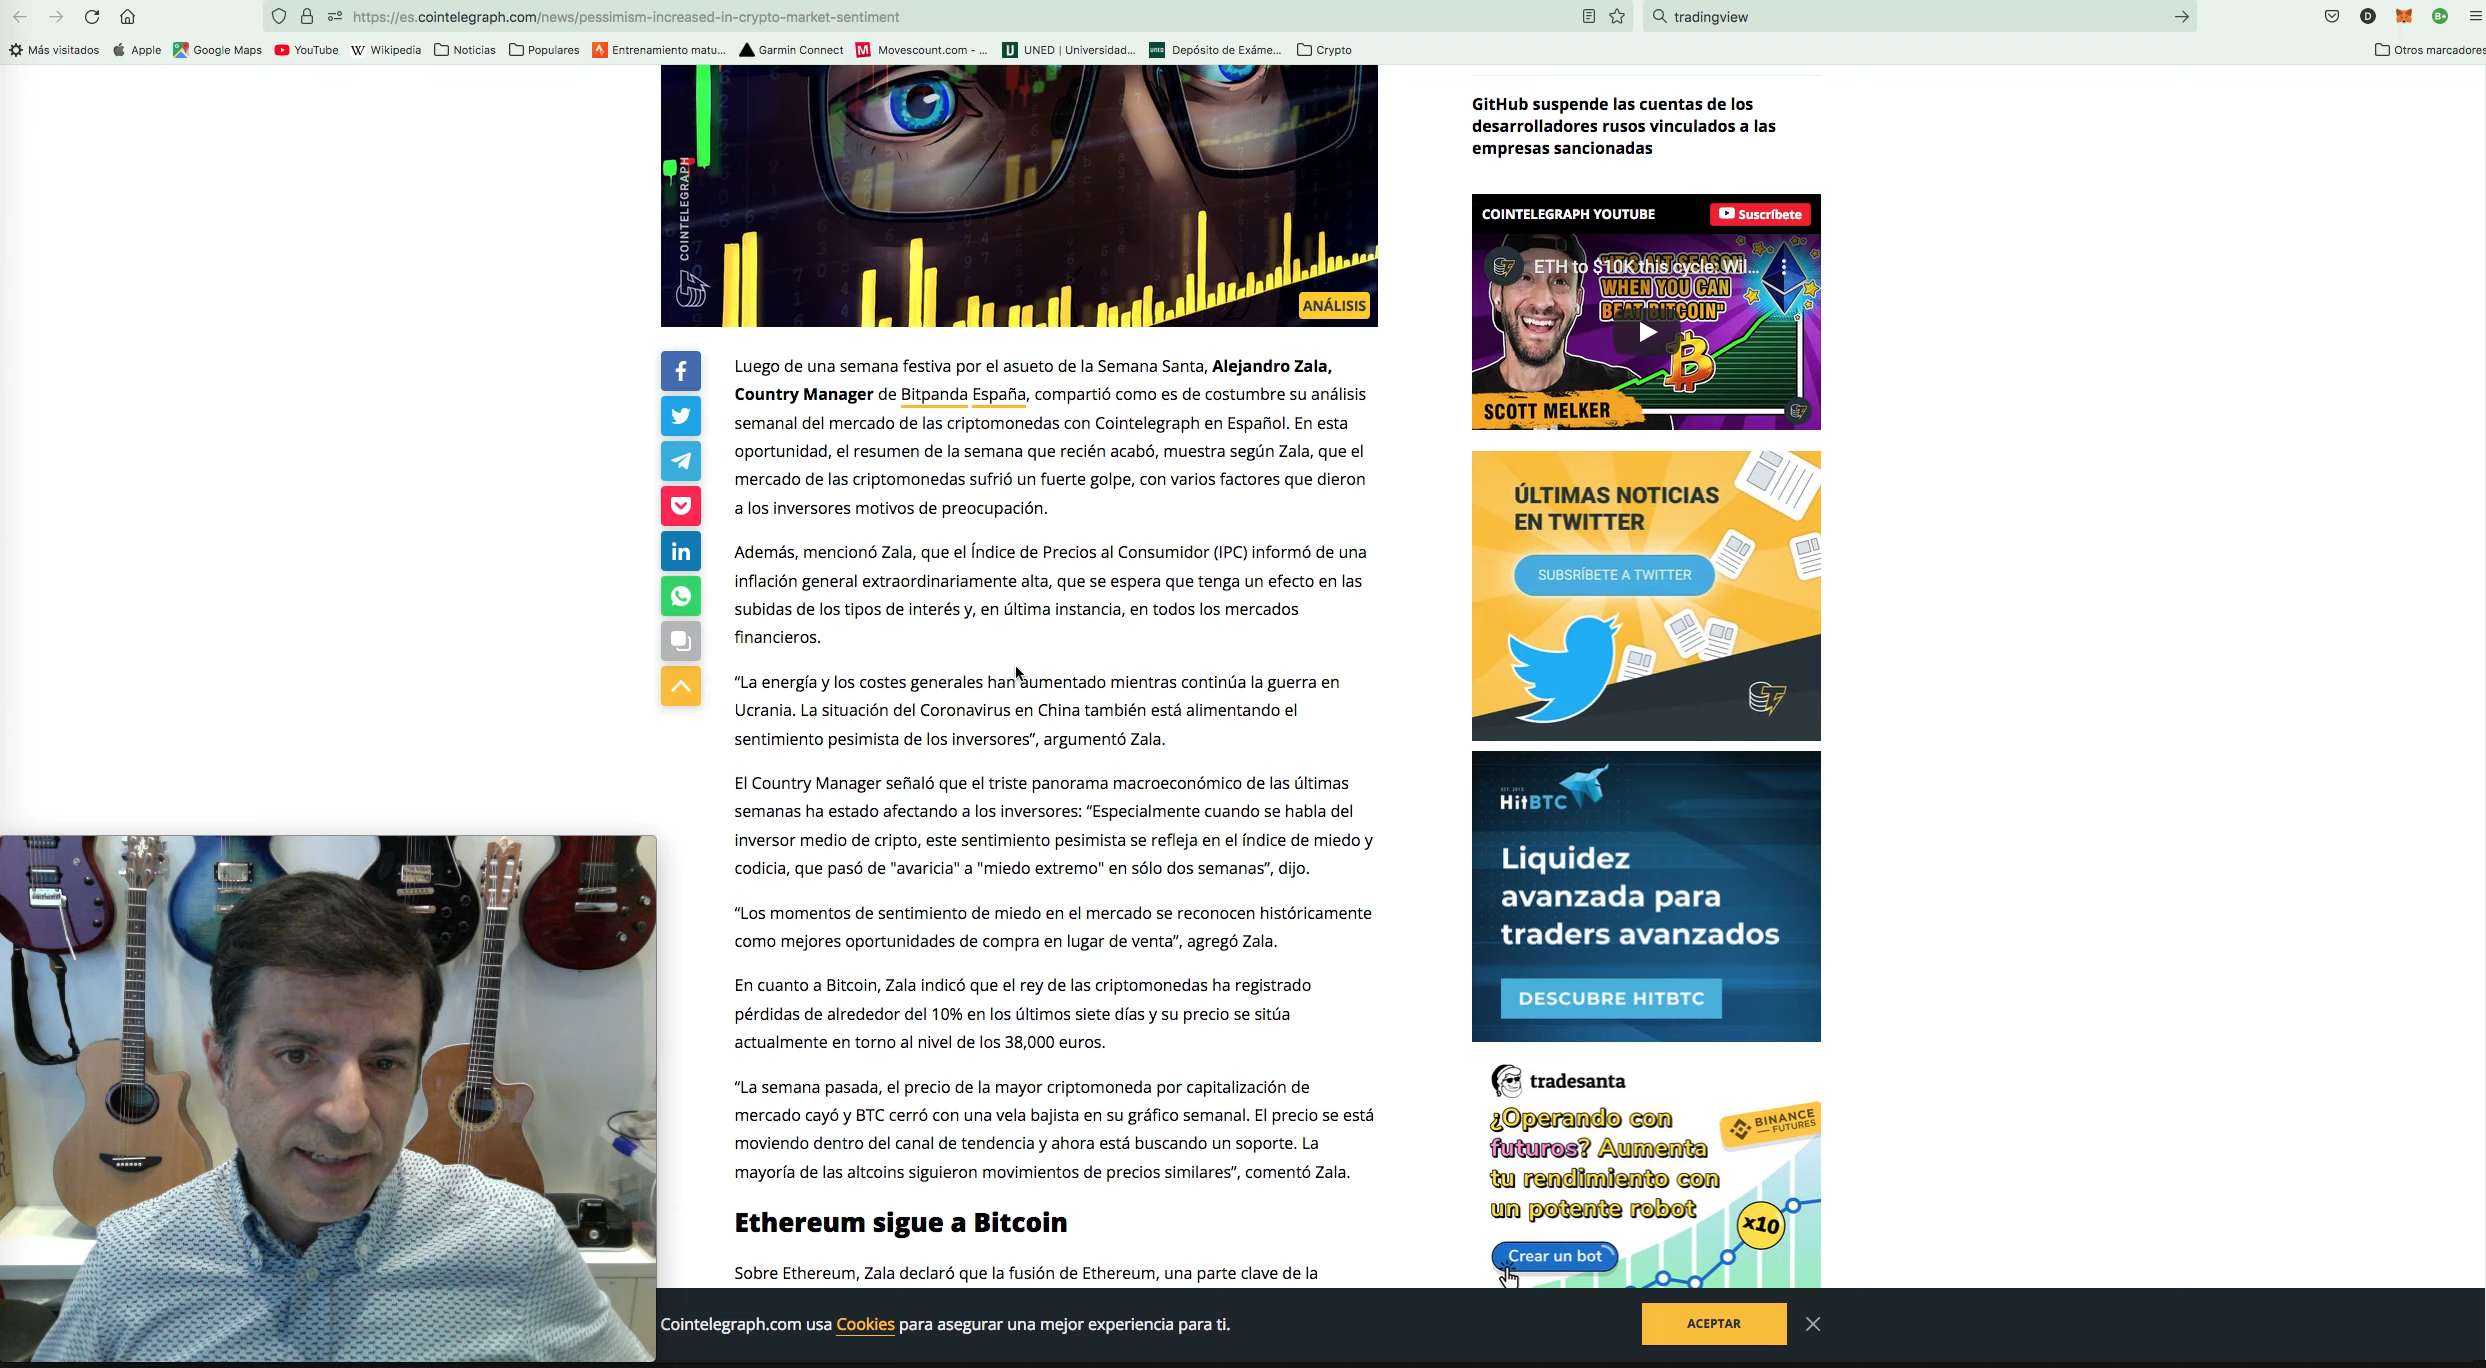 https://es.cointelegraph.com/news/pessimism-increased-in-crypto-market-sentiment
tradingview
Más visitados
Apple
Google Maps
YouTube
Wikipedia
Noticias
Populares
Entrenamiento matu...
Garmin Connect
Movescount.com - ...
UNED | Universidad...
Depósito de Exáme...
Crypto
Otros marcadores
COINTELEGRAPH
ANÁLISIS
Luego de una semana festiva por el asueto de la Semana Santa, Alejandro Zala,
Country Manager de Bitpanda España, compartió como es de costumbre su análisis
semanal del mercado de las criptomonedas con Cointelegraph en Español. En esta
oportunidad, el resumen de la semana que recién acabó, muestra según Zala, que el
mercado de las criptomonedas sufrió un fuerte golpe, con varios factores que dieron
a los inversores motivos de preocupación.
Además, mencionó Zala, que el Índice de Precios al Consumidor (IPC) informó de una
inflación general extraordinariamente alta, que se espera que tenga un efecto en las
subidas de los tipos de interés y, en última instancia, en todos los mercados
financieros.
“La energía y los costes generales han aumentado mientras continúa la guerra en
Ucrania. La situación del Coronavirus en China también está alimentando el
sentimiento pesimista de los inversores”, argumentó Zala.
El Country Manager señaló que el triste panorama macroeconómico de las últimas
semanas ha estado afectando a los inversores: “Especialmente cuando se habla del
inversor medio de cripto, este sentimiento pesimista se refleja en el índice de miedo y
codicia, que pasó de "avaricia" a "miedo extremo" en sólo dos semanas”, dijo.
“Los momentos de sentimiento de miedo en el mercado se reconocen históricamente
como mejores oportunidades de compra en lugar de venta”, agregó Zala.
En cuanto a Bitcoin, Zala indicó que el rey de las criptomonedas ha registrado
pérdidas de alrededor del 10% en los últimos siete días y su precio se sitúa
actualmente en torno al nivel de los 38,000 euros.
“La semana pasada, el precio de la mayor criptomoneda por capitalización de
mercado cayó y BTC cerró con una vela bajista en su gráfico semanal. El precio se está
moviendo dentro del canal de tendencia y ahora está buscando un soporte. La
mayoría de las altcoins siguieron movimientos de precios similares”, comentó Zala.
Ethereum sigue a Bitcoin
Sobre Ethereum, Zala declaró que la fusión de Ethereum, una parte clave de la
GitHub suspende las cuentas de los
desarrolladores rusos vinculados a las
empresas sancionadas
COINTELEGRAPH YOUTUBE
Suscríbete
ETH to $10K this cycle: Wil...
"IT'S ALT SEASON
WHEN YOU CAN
BEAT BITCOIN"
SCOTT MELKER
ÚLTIMAS NOTICIAS
EN TWITTER
SUBSRÍBETE A TWITTER
EST 2013
HitBTC
Liquidez
avanzada para
traders avanzados
DESCUBRE HITBTC
tradesanta
¿Operando con
futuros? Aumenta
tu rendimiento con
un potente robot
BINANCE
FUTURES
x10
Crear un bot
Cointelegraph.com usa Cookies para asegurar una mejor experiencia para ti.
ACEPTAR